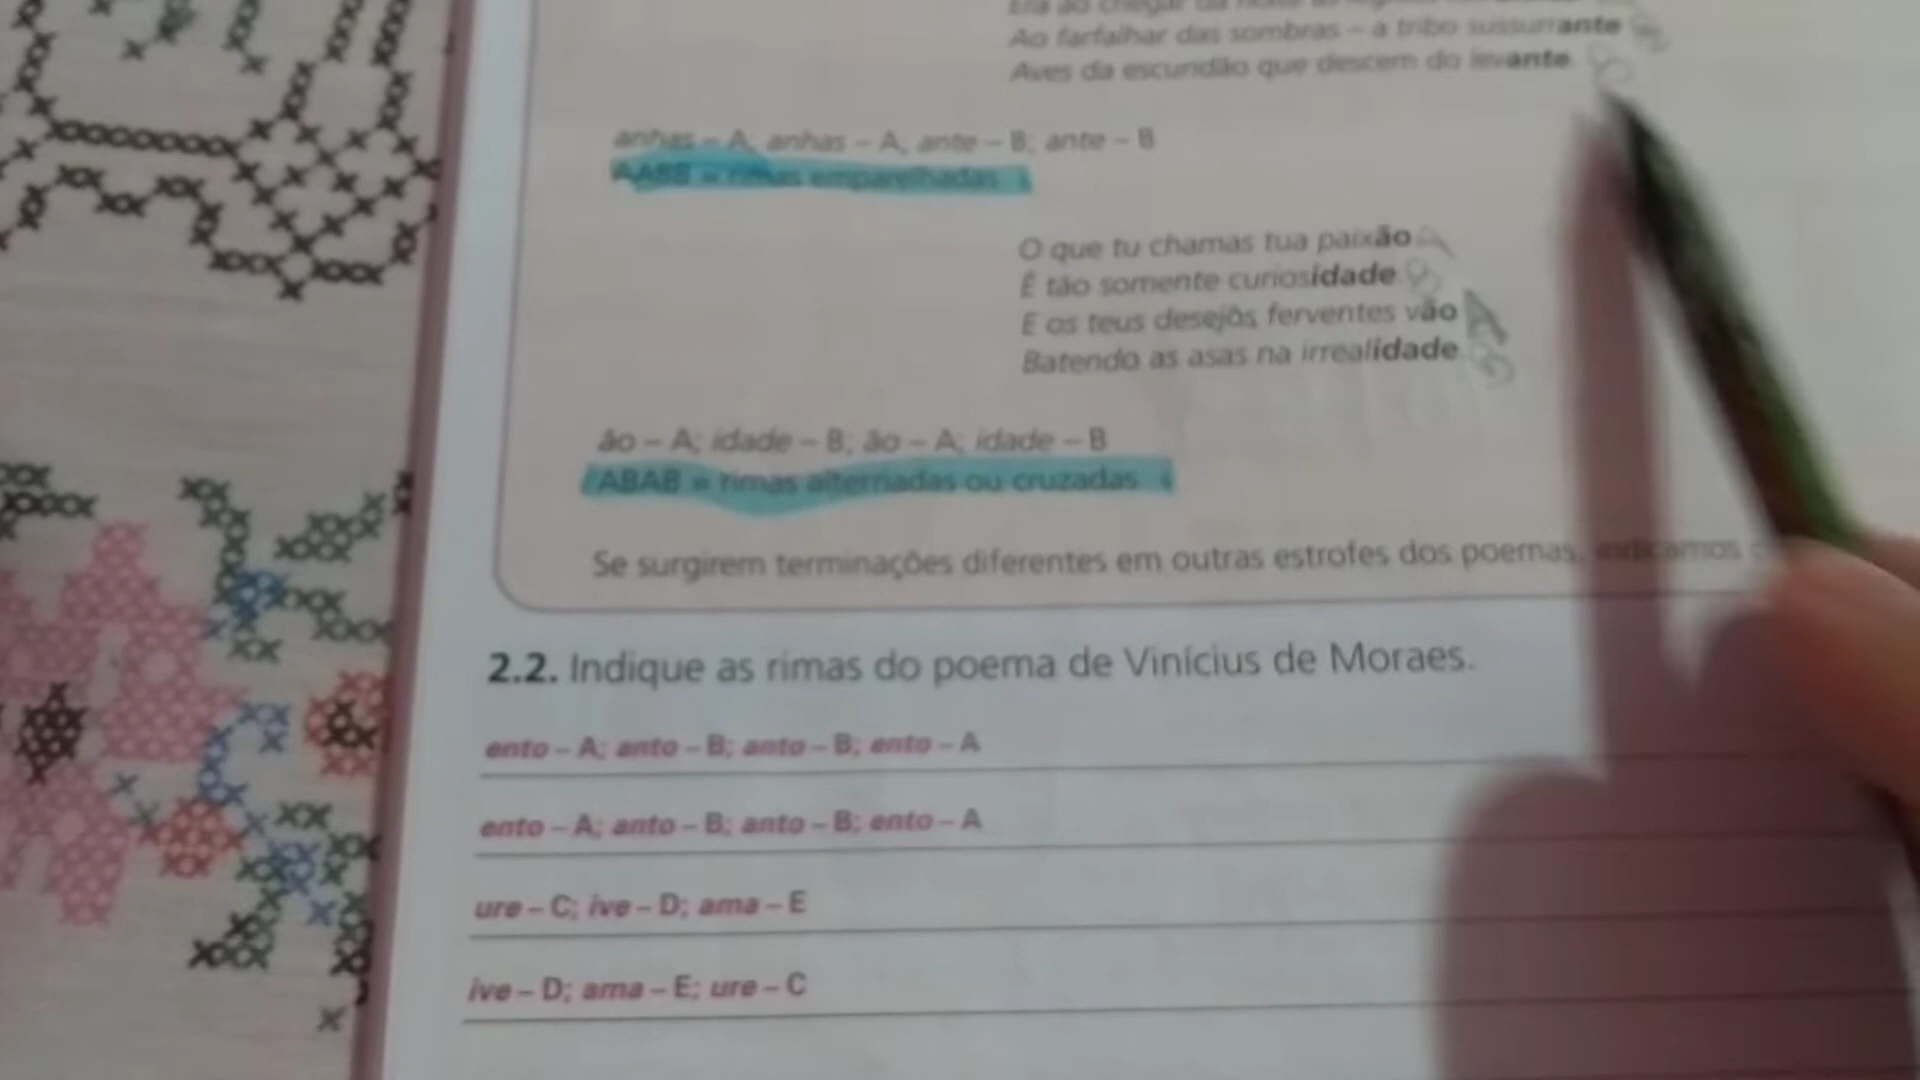 Ao farfalhar das sombras – a tribo sussurrante
Aves da escuridão que descem do levante
anhas – A; anhas – A; ante – B; ante – B
AABB = rimas emparelhadas
O que tu chamas tua paixão A
É tão somente curiosidade B
E os teus desejos ferventes vão A
Batendo as asas na irrealidade B
ão – A; idade – B; ão – A; idade – B
ABAB = rimas alternadas ou cruzadas
Se surgirem terminações diferentes em outras estrofes dos poemas, indicamos
2.2. Indique as rimas do poema de Vinícius de Moraes.
ento – A; anto – B; anto – B; ento – A
ento – A; anto – B; anto – B; ento – A
ure – C; ive – D; ama – E
ive – D; ama – E; ure – C